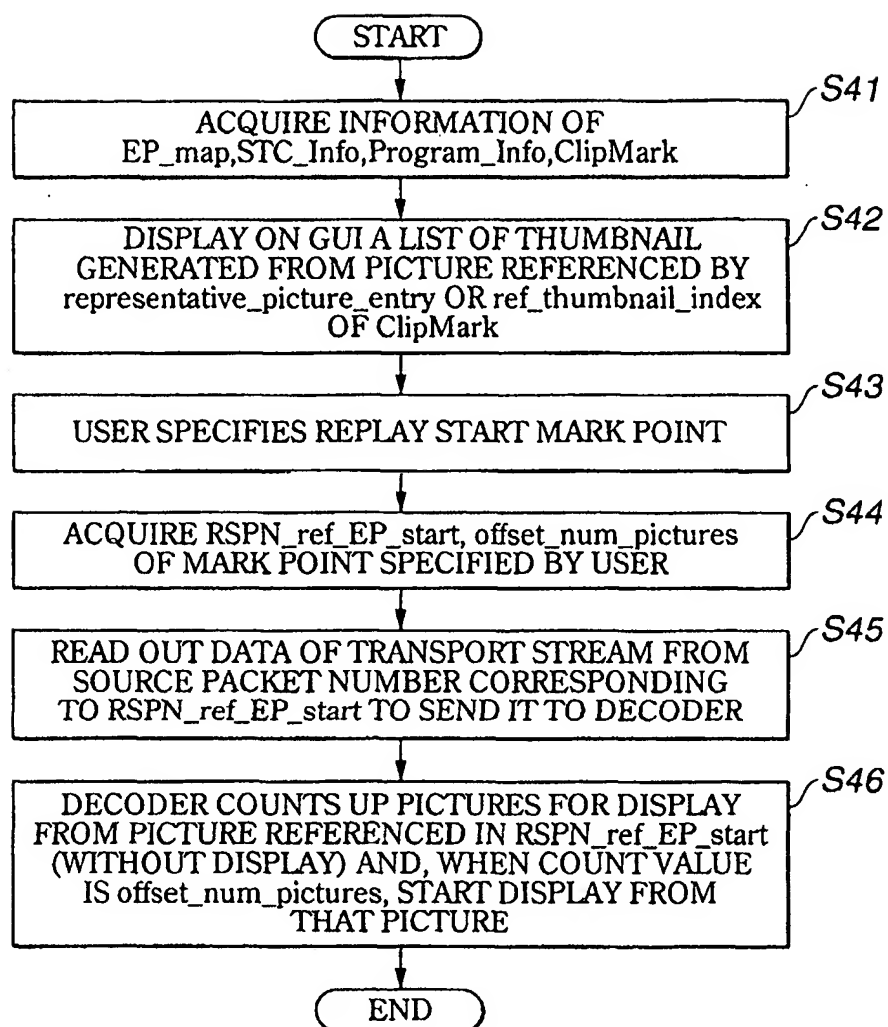 START
S41
ACQUIRE INFORMATION OF
EP_map,STC_Info,Program_Info,ClipMark
S42
DISPLAY ON GUI A LIST OF THUMBNAIL
GENERATED FROM PICTURE REFERENCED BY
representative_picture_entry OR ref_thumbnail_index
OF ClipMark
S43
USER SPECIFIES REPLAY START MARK POINT
S44
ACQUIRE RSPN_ref_EP_start, offset_num_pictures
OF MARK POINT SPECIFIED BY USER
S45
READ OUT DATA OF TRANSPORT STREAM FROM
SOURCE PACKET NUMBER CORRESPONDING
TO RSPN_ref_EP_start TO SEND IT TO DECODER
S46
DECODER COUNTS UP PICTURES FOR DISPLAY
FROM PICTURE REFERENCED IN RSPN_ref_EP_start
(WITHOUT DISPLAY) AND, WHEN COUNT VALUE
IS offset_num_pictures, START DISPLAY FROM
THAT PICTURE
END